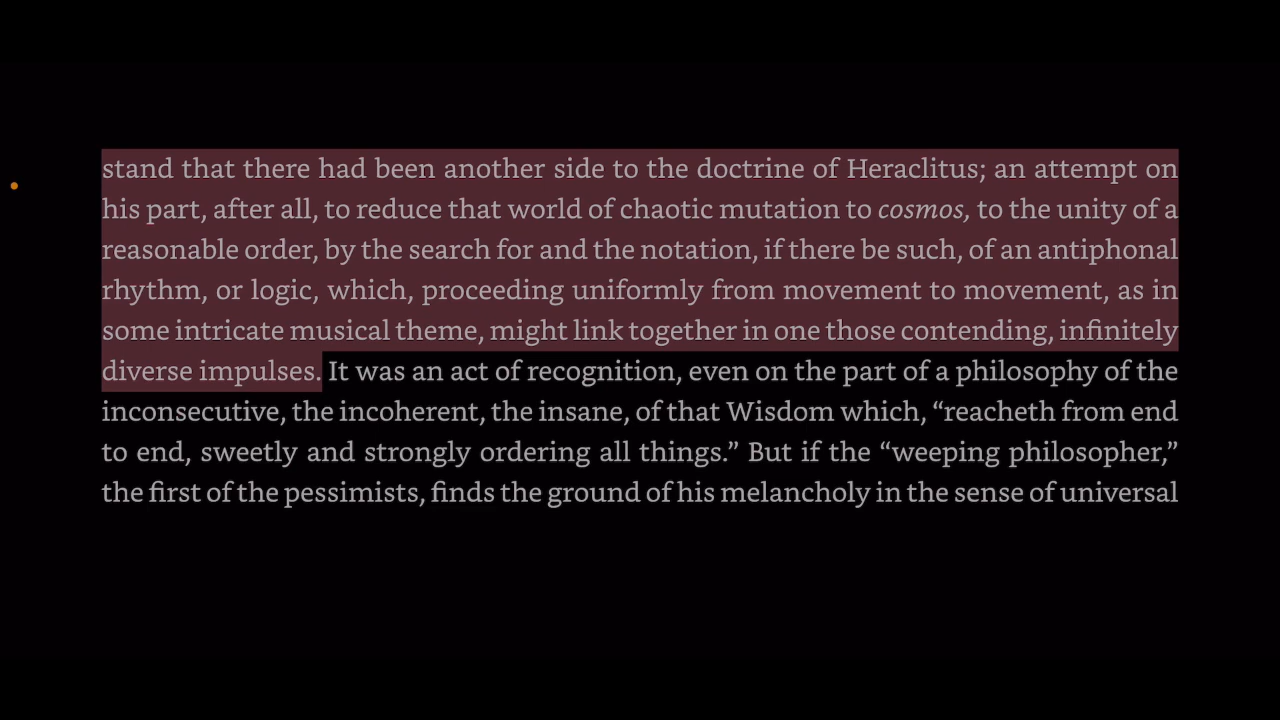 stand that there had been another side to the doctrine of Heraclitus; an attempt on
his part, after all, to reduce that world of chaotic mutation to cosmos, to the unity of a
reasonable order, by the search for and the notation, if there be such, of an antiphonal
rhythm, or logic, which, proceeding uniformly from movement to movement, as in
some intricate musical theme, might link together in one those contending, infinitely
diverse impulses. It was an act of recognition, even on the part of a philosophy of the
inconsecutive, the incoherent, the insane, of that Wisdom which, “reacheth from end
to end, sweetly and strongly ordering all things.” But if the “weeping philosopher,”
the first of the pessimists, finds the ground of his melancholy in the sense of universal